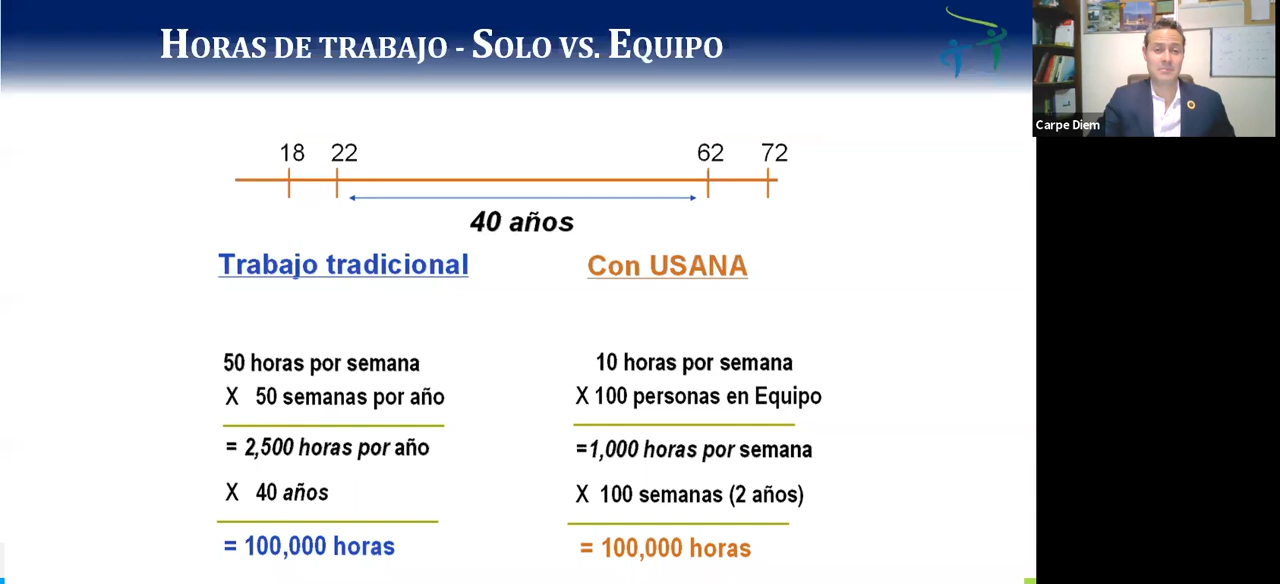 HORAS DE TRABAJO - SOLO VS. EQUIPO
Carpe Diem
18 22 62 72
40 años
Trabajo tradicional
50 horas por semana
X 50 semanas por año
= 2,500 horas por año
X 40 años
= 100,000 horas
Con USANA
10 horas por semana
X 100 personas en Equipo
=1,000 horas por semana
X 100 semanas (2 años)
= 100,000 horas